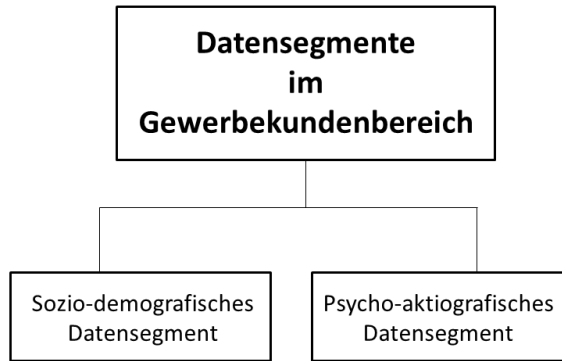 Datensegmente
im
Gewerbekundenbereich
Sozio-demografisches
Datensegment
Psycho-aktiografisches
Datensegment